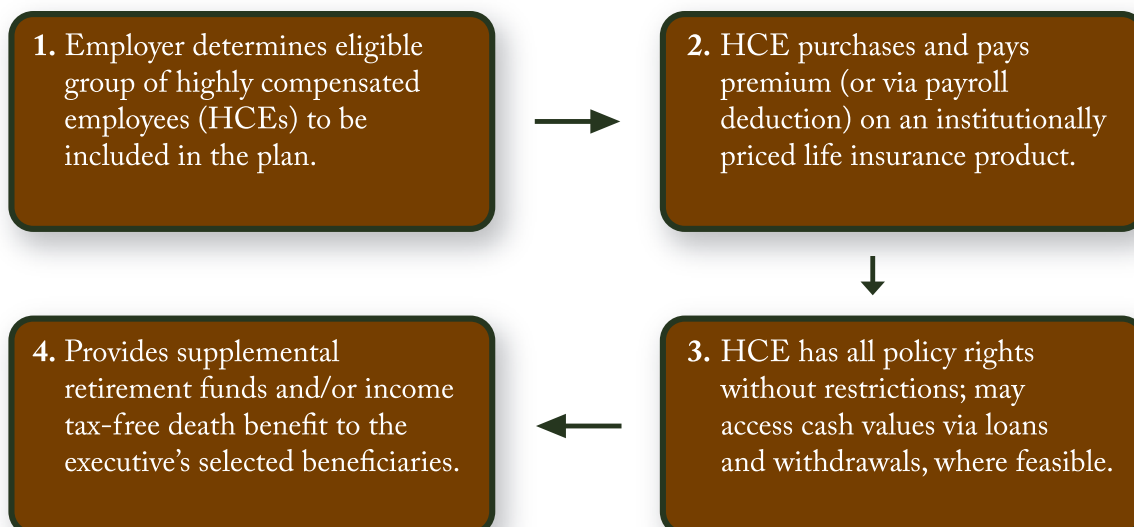 1. Employer determines eligible
group of highly compensated
employees (HCEs) to be
included in the plan.
2. HCE purchases and pays
premium (or via payroll
deduction) on an institutionally
priced life insurance product.
3. HCE has all policy rights
without restrictions; may
access cash values via loans
and withdrawals, where feasible.
4. Provides supplemental
retirement funds and/or income
tax-free death benefit to the
executive’s selected beneficiaries.